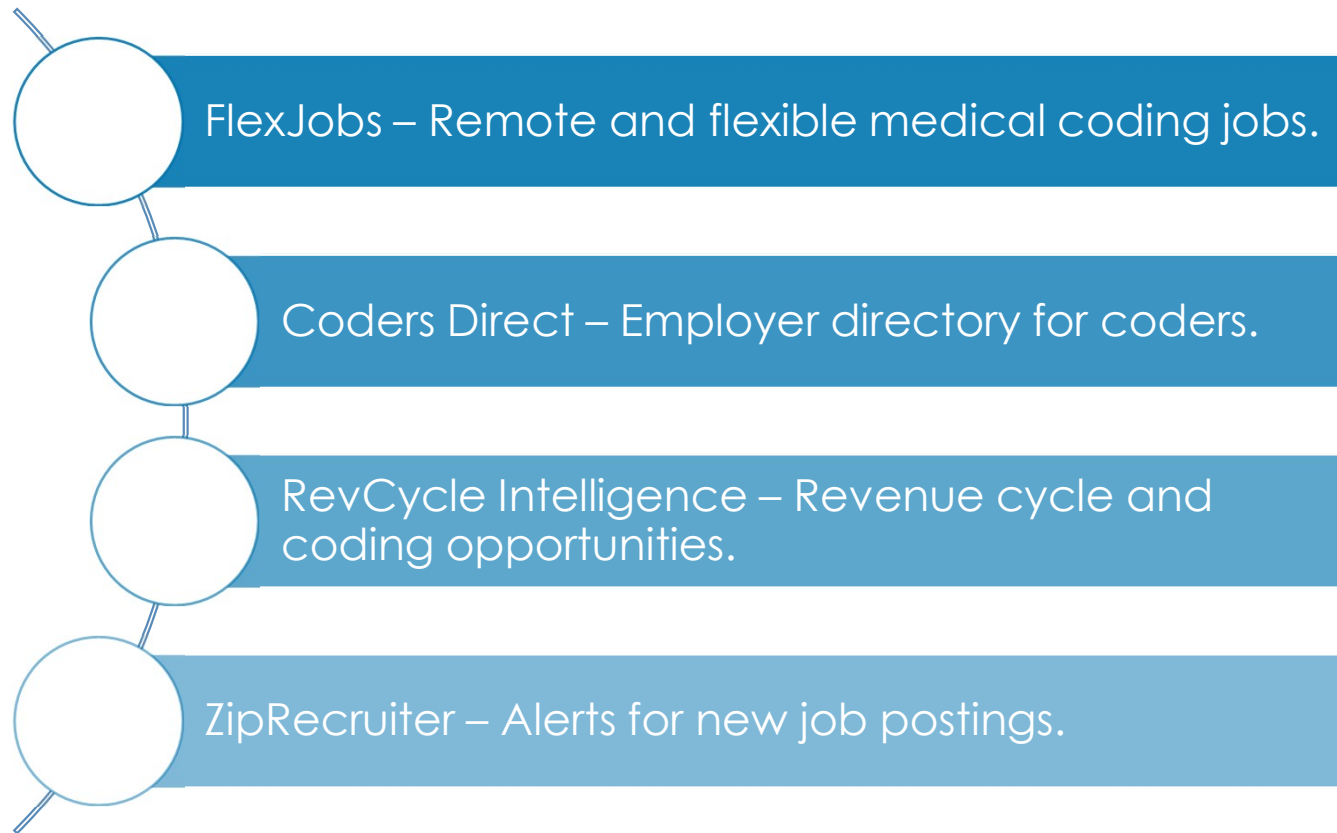 FlexJobs – Remote and flexible medical coding jobs.
Coders Direct – Employer directory for coders.
RevCycle Intelligence – Revenue cycle and
coding opportunities.
ZipRecruiter – Alerts for new job postings.